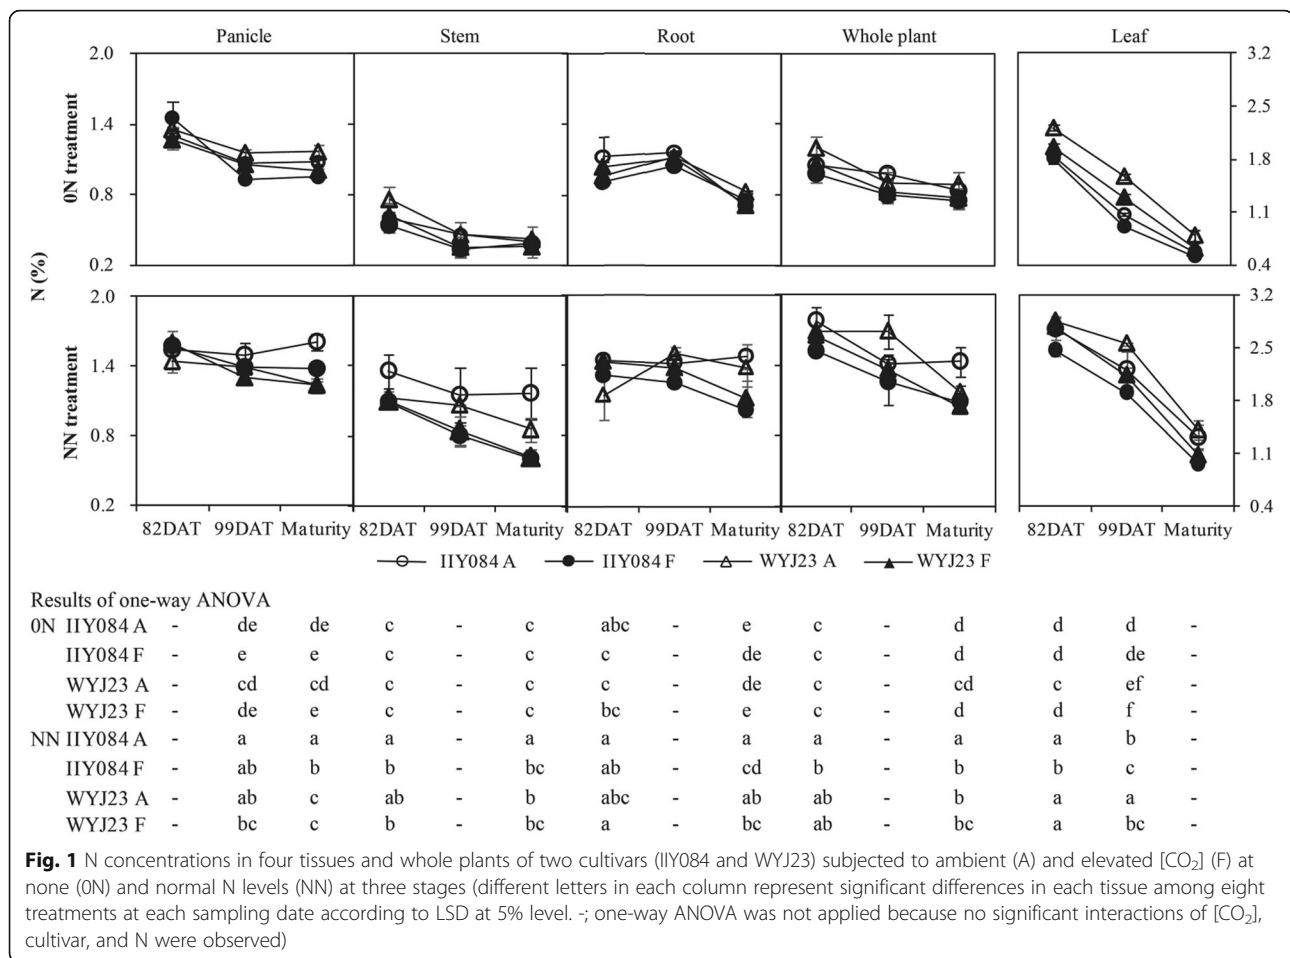 Panicle Stem Root Whole plant Leaf
2.0 3.2
1.4 2.5
1.8
0.8 1.1
0.2 0.4
0N treatment
N (%)
2.0 3.2
1.4 2.5
1.8
0.8 1.1
0.2 0.4
NN treatment
82DAT 99DAT Maturity 82DAT 99DAT Maturity 82DAT 99DAT Maturity 82DAT 99DAT Maturity 82DAT 99DAT Maturity
IIY084 A IIY084 F WYJ23 A WYJ23 F
Results of one-way ANOVA
0N IIY084 A - de de c - c abc - e c - d d d -
IIY084 F - e e c - c c - de c - d d de -
WYJ23 A - cd cd c - c c - de c - cd c ef -
WYJ23 F - de e c - c bc - e c - d d f -
NN IIY084 A - a a a - a a - a a - a a b -
IIY084 F - ab b b - bc ab - cd b - b b c -
WYJ23 A - ab c ab - b abc - ab ab - b a a -
WYJ23 F - bc c b - bc a - bc ab - bc a bc -
Fig. 1 N concentrations in four tissues and whole plants of two cultivars (IIY084 and WYJ23) subjected to ambient (A) and elevated [CO₂] (F) at
none (0N) and normal N levels (NN) at three stages (different letters in each column represent significant differences in each tissue among eight
treatments at each sampling date according to LSD at 5% level. -; one-way ANOVA was not applied because no significant interactions of [CO₂],
cultivar, and N were observed)